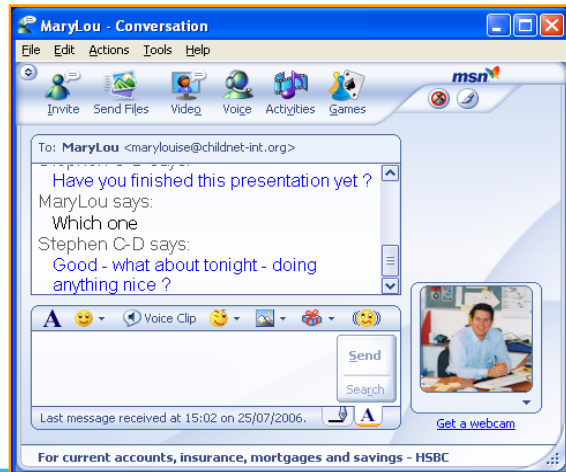 MaryLou - Conversation
File Edit Actions Tools Help
msn
Invite Send Files Video Voice Activities Games
To: MaryLou <marylouise@childnet-int.org>
Stephen C-D says:
Have you finished this presentation yet ?
MaryLou says:
Which one
Stephen C-D says:
Good - what about tonight - doing
anything nice ?
A Voice Clip
Send
Search
Last message received at 15:02 on 25/07/2006.
A
Get a webcam
For current accounts, insurance, mortgages and savings - HSBC